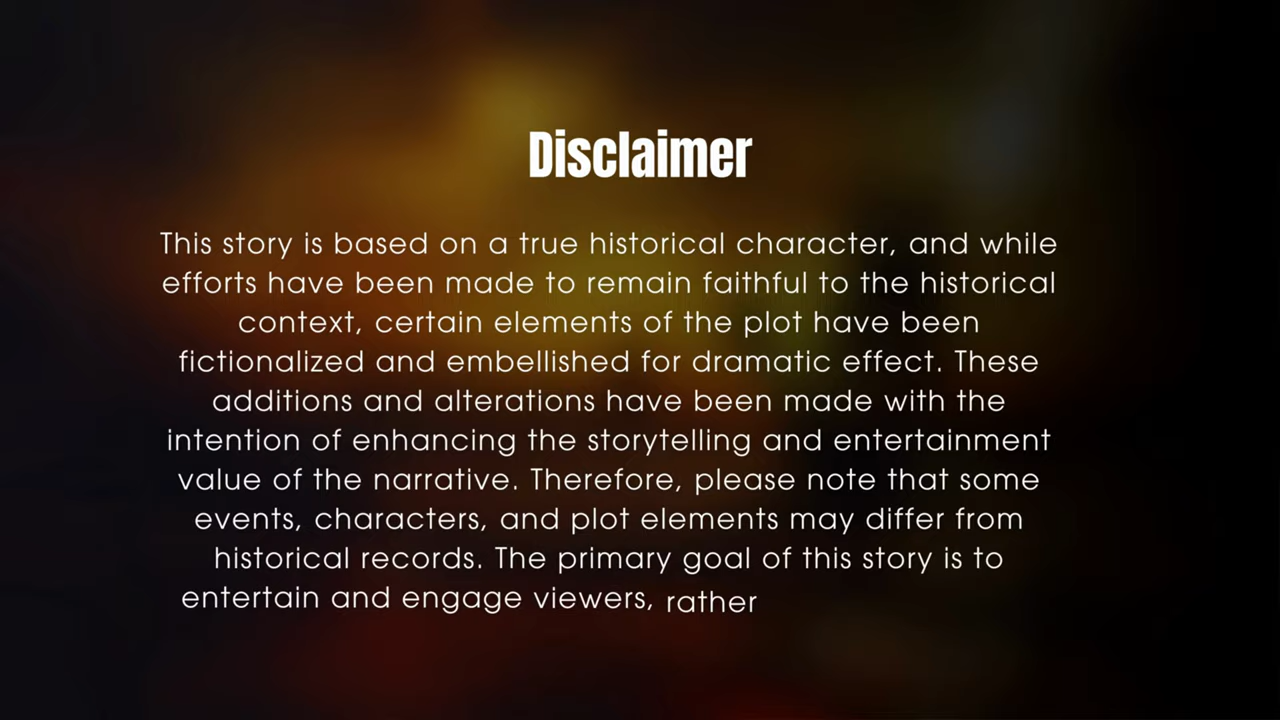 Disclaimer
This story is based on a true historical character, and while
efforts have been made to remain faithful to the historical
context, certain elements of the plot have been
fictionalized and embellished for dramatic effect. These
additions and alterations have been made with the
intention of enhancing the storytelling and entertainment
value of the narrative. Therefore, please note that some
events, characters, and plot elements may differ from
historical records. The primary goal of this story is to
entertain and engage viewers, rather